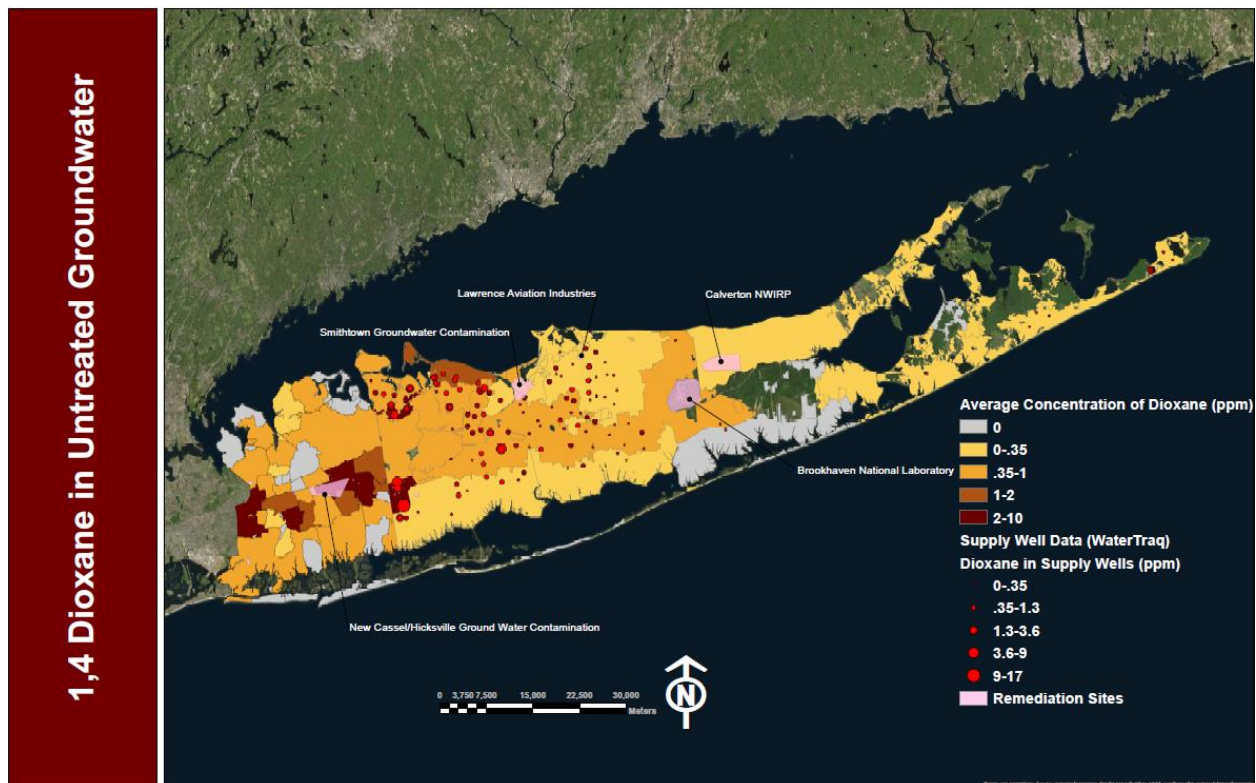 1,4 Dioxane in Untreated Groundwater
Lawrence Aviation Industries
Calverton NWIRP
Smithtown Groundwater Contamination
Brookhaven National Laboratory
New Cassel/Hicksville Ground Water Contamination
Average Concentration of Dioxane (ppm)
0
0-.35
.35-1
1-2
2-10
Supply Well Data (WaterTraq)
Dioxane in Supply Wells (ppm)
0-.35
.35-1.3
1.3-3.6
3.6-9
9-17
Remediation Sites
0 3,750 7,500 15,000 22,500 30,000
Meters
N